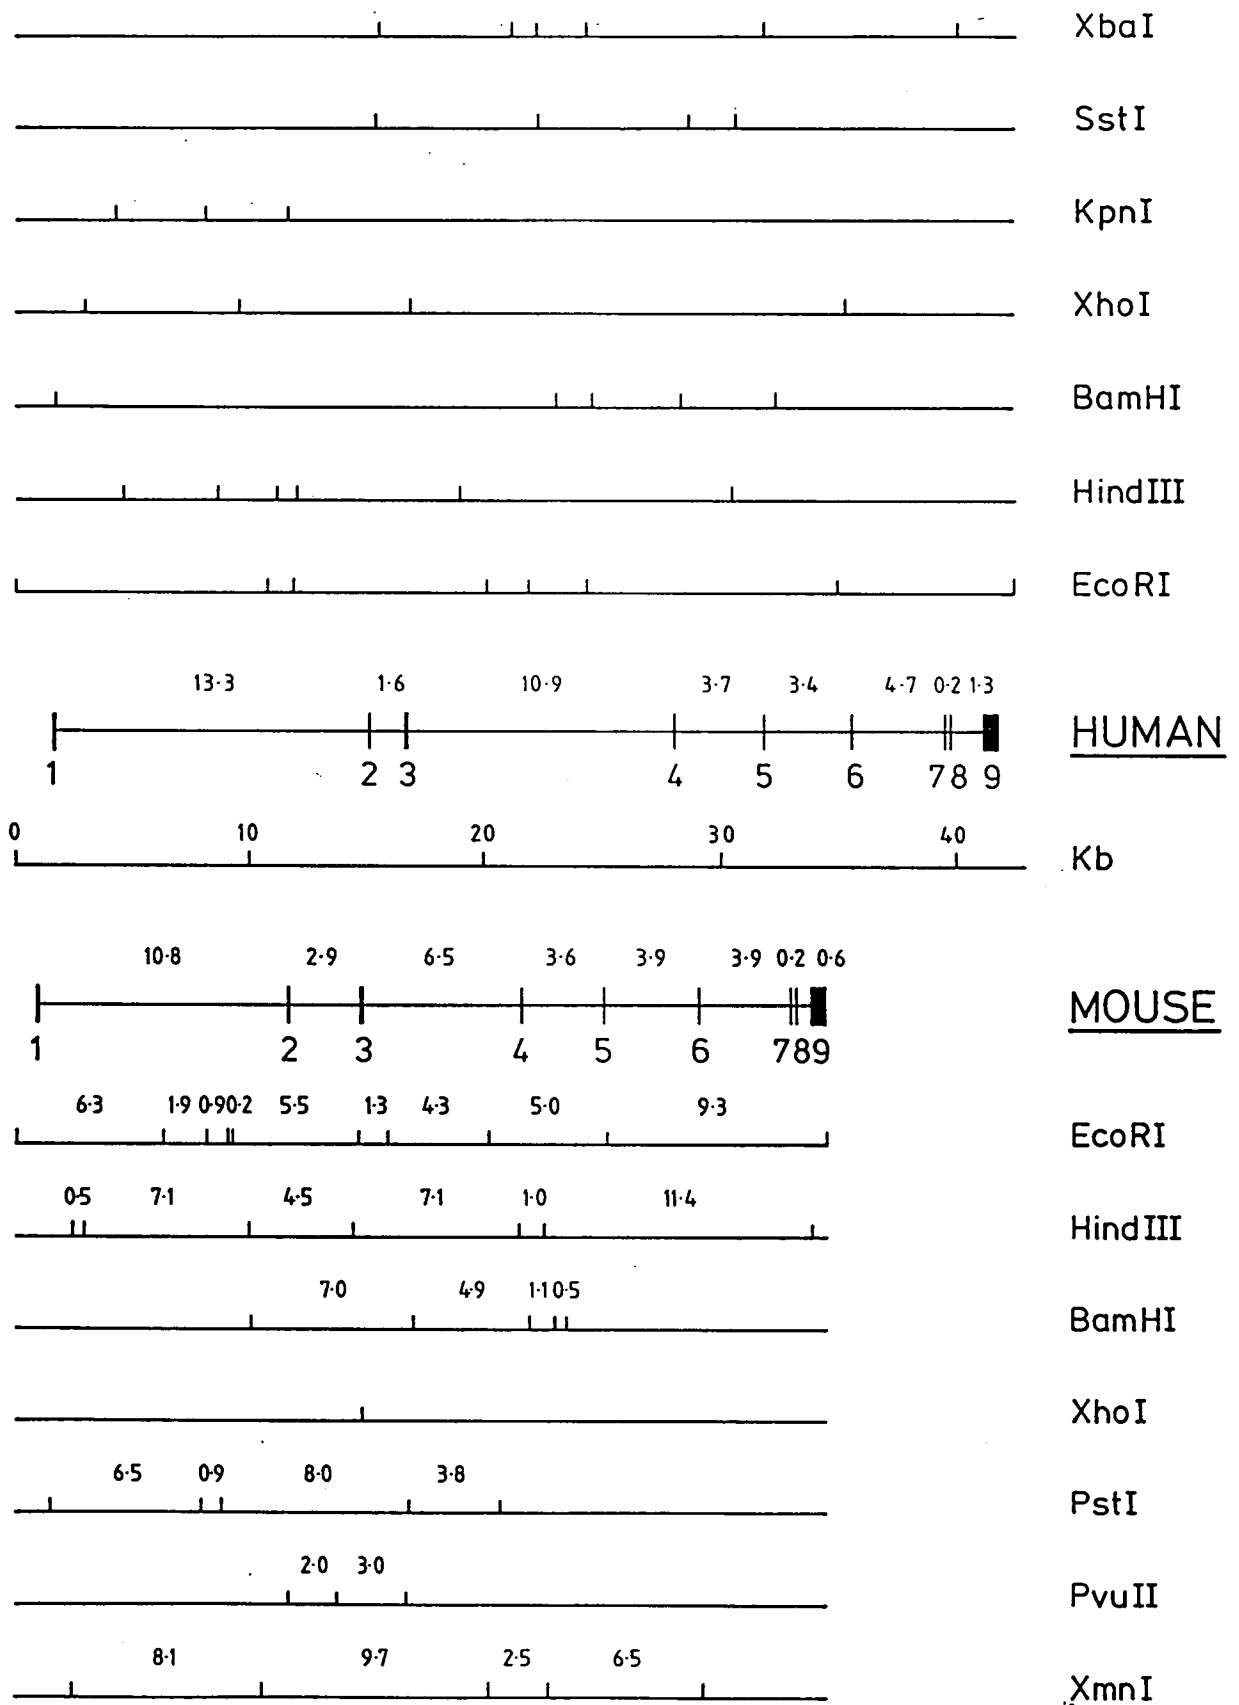 XbaI
SstI
KpnI
XhoI
BamHI
HindIII
EcoRI
13·3 1·6 10·9 3·7 3·4 4·7 0·2 1·3
HUMAN
1 2 3 4 5 6 7 8 9
0 10 20 30 40
Kb
10·8 2·9 6·5 3·6 3·9 3·9 0·2 0·6
MOUSE
1 2 3 4 5 6 7 8 9
6·3 1·9 0·9 0·2 5·5 1·3 4·3 5·0 9·3
EcoRI
0·5 7·1 4·5 7·1 1·0 11·4
HindIII
7·0 4·9 1·1 0·5
BamHI
XhoI
6·5 0·9 8·0 3·8
PstI
2·0 3·0
PvuII
8·1 9·7 2·5 6·5
XmnI